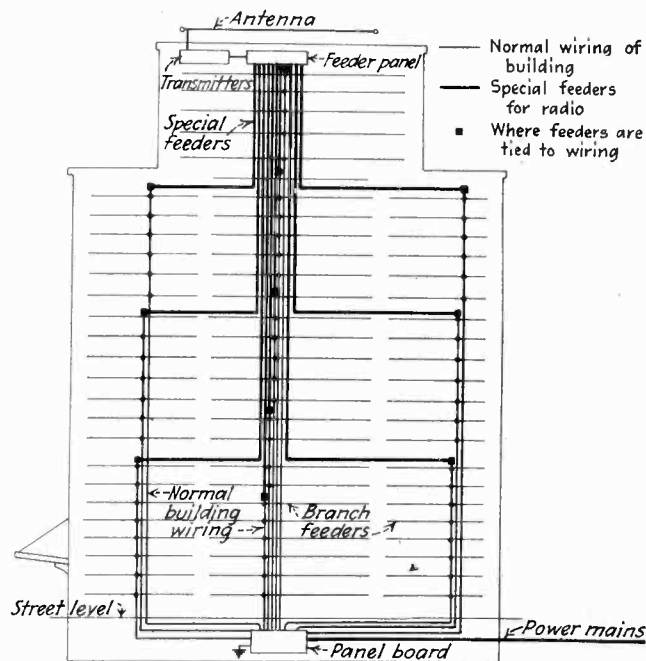 Antenna
Feeder panel
Transmitters
Special
feeders
Normal wiring of
building
Special feeders
for radio
Where feeders are
tied to wiring
Normal
building
wiring
Branch
feeders
Street level
Power mains
Panel board